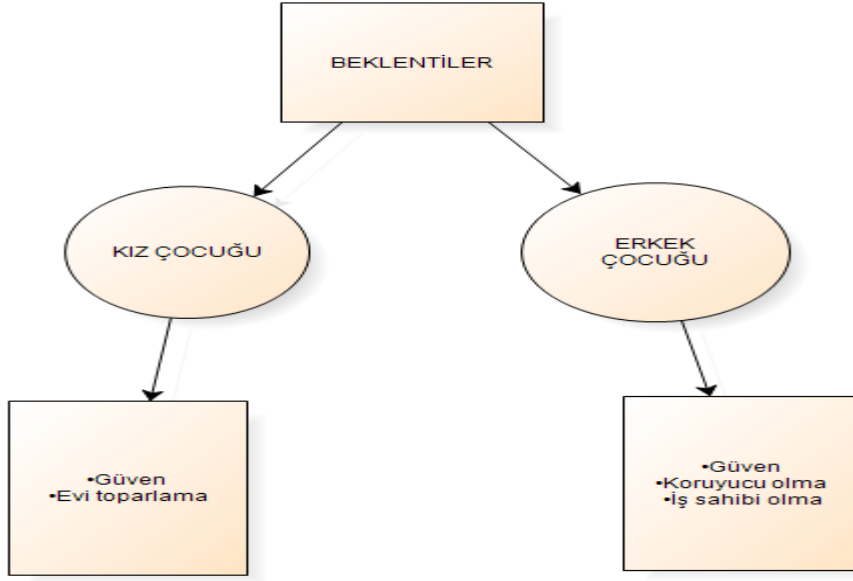 BEKLENTİLER
KIZ ÇOCUĞU
ERKEK
ÇOCUĞU
•Güven
•Evi toparlama
•Güven
•Koruyucu olma
•İş sahibi olma